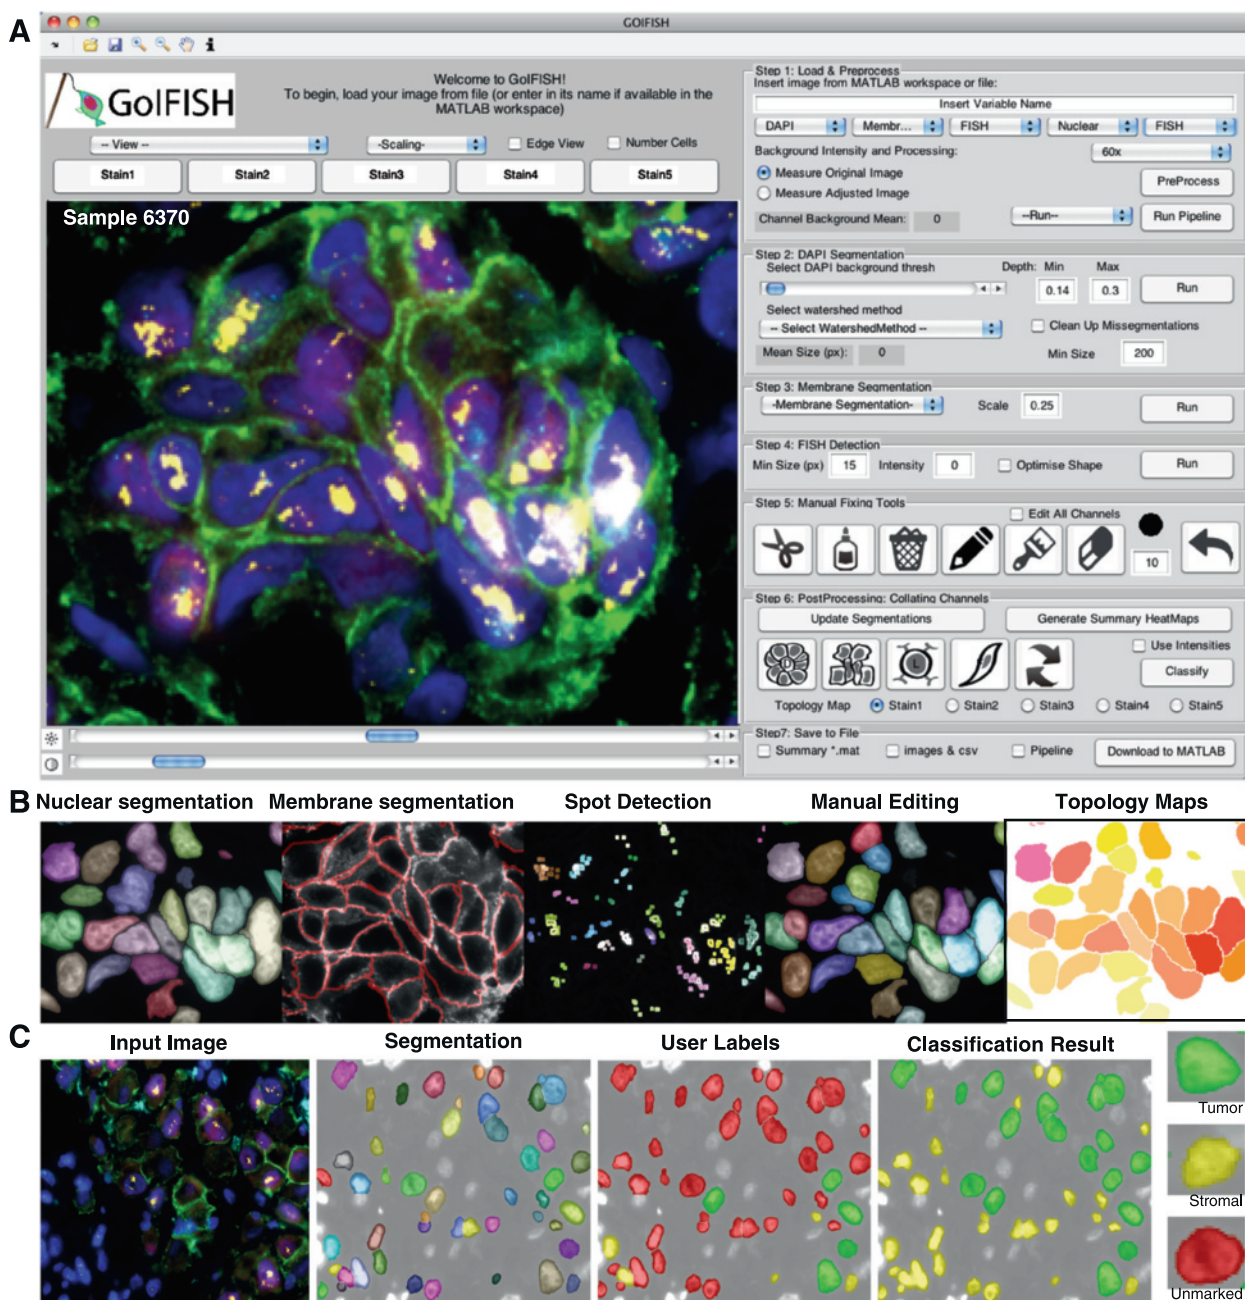 A
GOIFISH
GoIFISH
Welcome to GoIFISH!
To begin, load your image from file (or enter in its name if available in the
MATLAB workspace)
-- View --
-Scaling-
Edge View
Number Cells
Stain1
Stain2
Stain3
Stain4
Stain5
Sample 6370
Step 1: Load & Preprocess
Insert image from MATLAB workspace or file:
Insert Variable Name
DAPI
Membr...
FISH
Nuclear
FISH
Background Intensity and Processing:
60x
Measure Original Image
PreProcess
Measure Adjusted Image
Channel Background Mean:
0
--Run--
Run Pipeline
Step 2: DAPI Segmentation
Select DAPI background thresh
Depth:
Min
Max
0.14
0.3
Run
Select watershed method
-- Select WatershedMethod --
Clean Up Missegmentations
Mean Size (px):
0
Min Size
200
Step 3: Membrane Segmentation
-Membrane Segmentation-
Scale
0.25
Run
Step 4: FISH Detection
Min Size (px)
15
Intensity
0
Optimise Shape
Run
Step 5: Manual Fixing Tools
Edit All Channels
10
Step 6: PostProcessing: Collating Channels
Update Segmentations
Generate Summary HeatMaps
L
Use Intensities
Classify
Topology Map
Stain1
Stain2
Stain3
Stain4
Stain5
Step7: Save to File
Summary *.mat
images & csv
Pipeline
Download to MATLAB
B
Nuclear segmentation
Membrane segmentation
Spot Detection
Manual Editing
Topology Maps
C
Input Image
Segmentation
User Labels
Classification Result
Tumor
Stromal
Unmarked